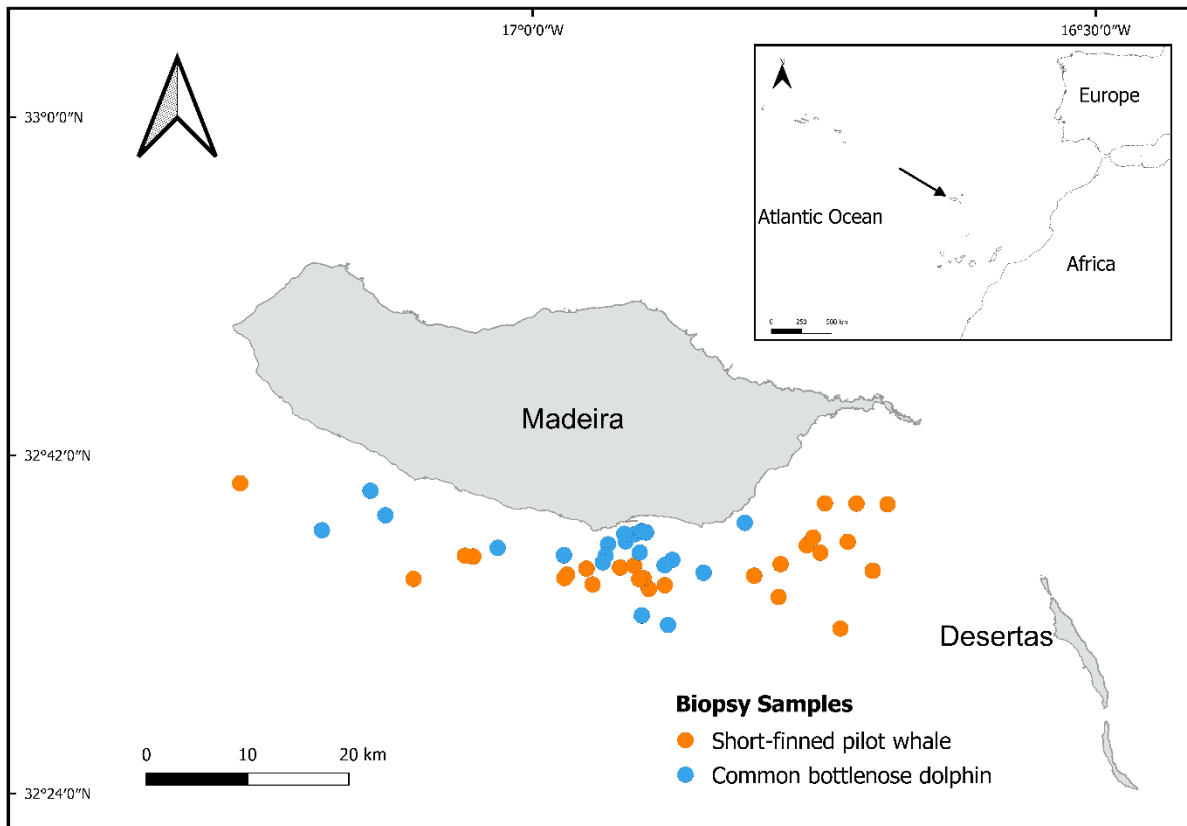 17°0'0"W
16°30'0"W
33°0'0"N
Europe
Atlantic Ocean
Africa
0 250 500 km
32°42'0"N
Madeira
Desertas
Biopsy Samples
Short-finned pilot whale
Common bottlenose dolphin
0 10 20 km
32°24'0"N